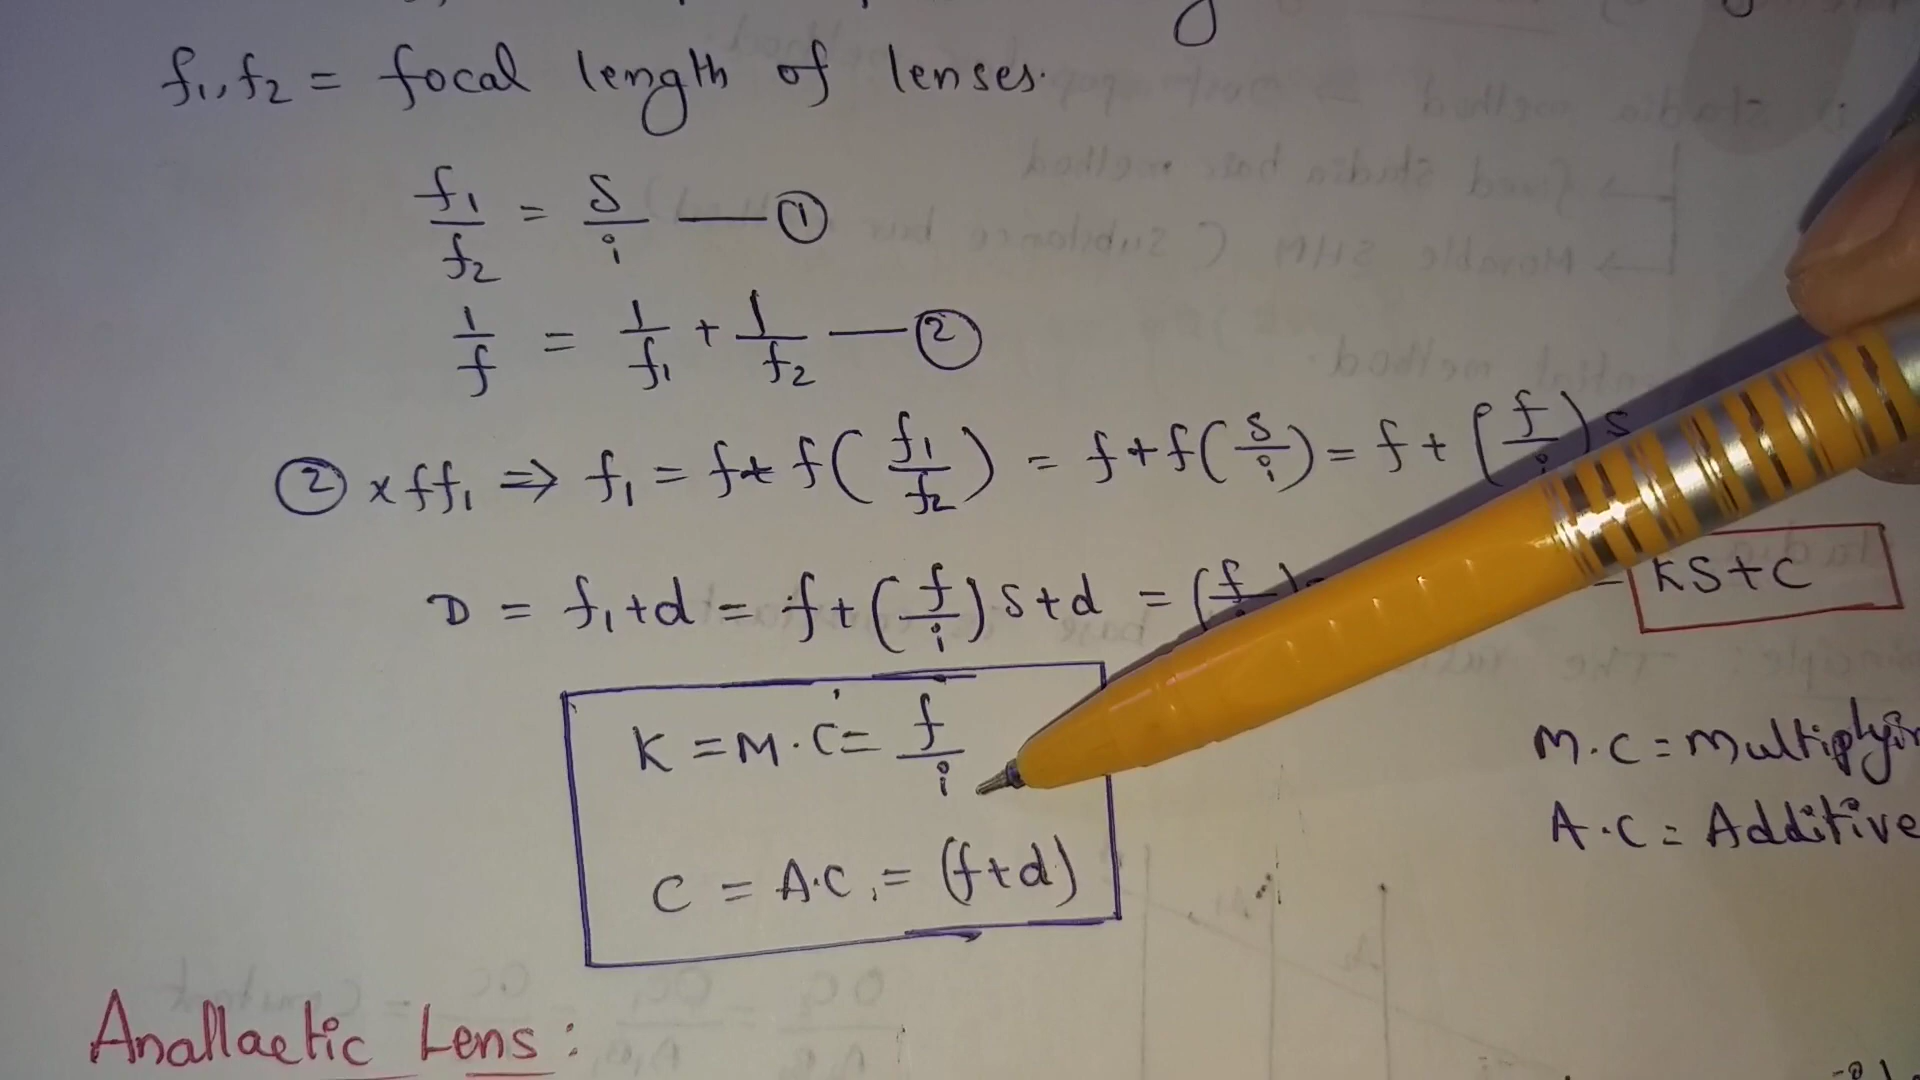 f₁, f₂ = focal length of lenses.
f₁/f₂ = S/i —— ①
1/f = 1/f₁ + 1/f₂ —— ②
② x ff₁ ⇒ f₁ = f + f(f₁/f₂) = f + f(S/i) = f + (f/i)S
D = f₁+d = f+(f/i)S+d = (f/ = KS+C
K = M.C = f/i
M.C = Multiplyin
C = A.C. = (f+d)
A.C = Additive
Anallactic Lens: